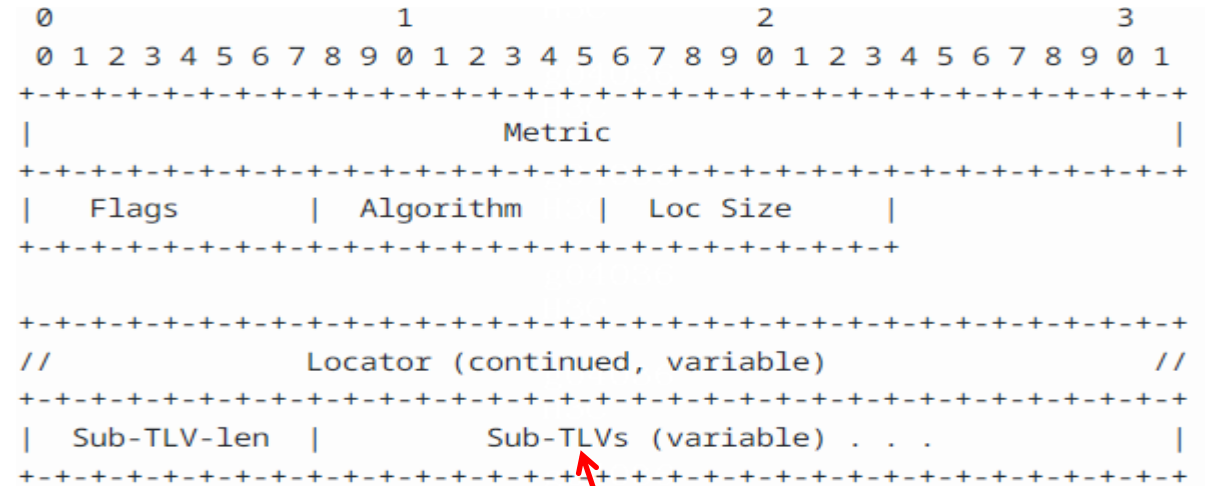 0                   1                   2                   3
0 1 2 3 4 5 6 7 8 9 0 1 2 3 4 5 6 7 8 9 0 1 2 3 4 5 6 7 8 9 0 1
+-+-+-+-+-+-+-+-+-+-+-+-+-+-+-+-+-+-+-+-+-+-+-+-+-+-+-+-+-+-+-+-+
|                          Metric                               |
+-+-+-+-+-+-+-+-+-+-+-+-+-+-+-+-+-+-+-+-+-+-+-+-+-+-+-+-+-+-+-+-+
|   Flags       |  Algorithm    |  Loc Size     |
+-+-+-+-+-+-+-+-+-+-+-+-+-+-+-+-+-+-+-+-+-+-+-+-+
+-+-+-+-+-+-+-+-+-+-+-+-+-+-+-+-+-+-+-+-+-+-+-+-+-+-+-+-+-+-+-+-+
//              Locator (continued, variable)                  //
+-+-+-+-+-+-+-+-+-+-+-+-+-+-+-+-+-+-+-+-+-+-+-+-+-+-+-+-+-+-+-+-+
|  Sub-TLV-len  |         Sub-TLVs (variable) . . .             |
+-+-+-+-+-+-+-+-+-+-+-+-+-+-+-+-+-+-+-+-+-+-+-+-+-+-+-+-+-+-+-+-+